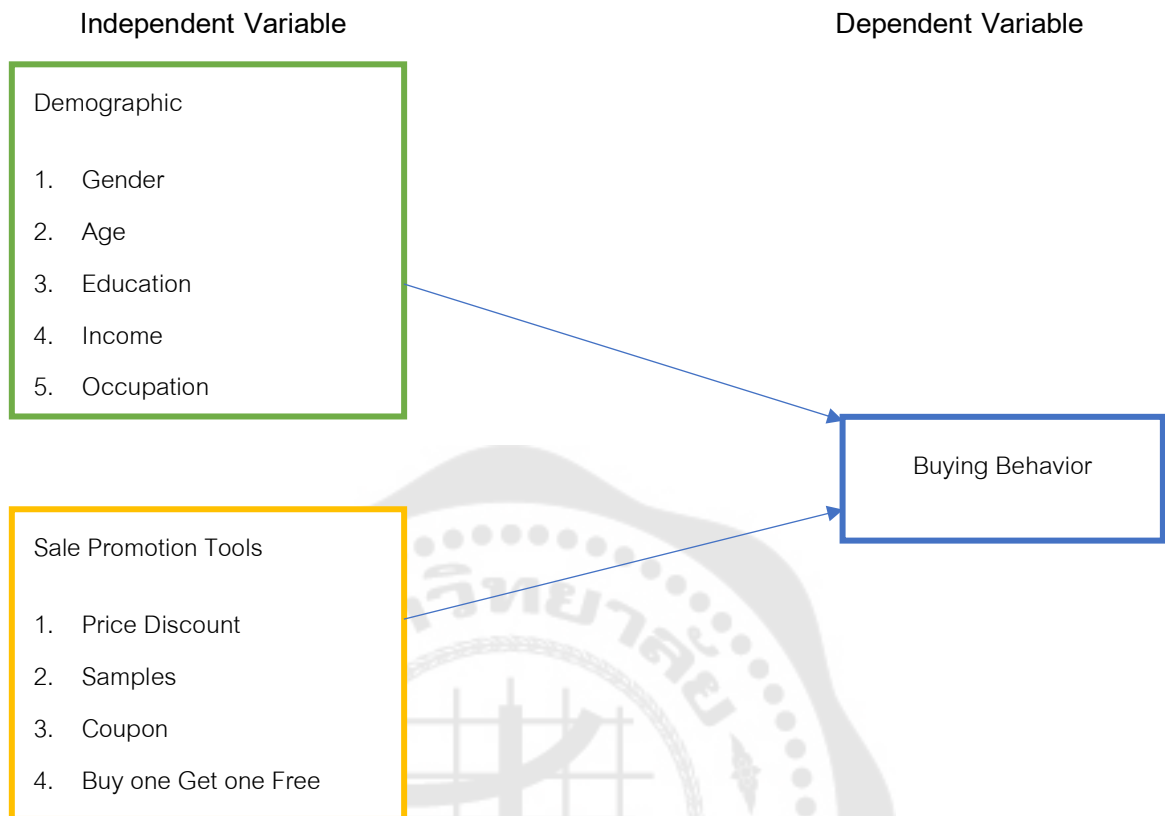 Independent Variable
Dependent Variable
Demographic
1. Gender
2. Age
3. Education
4. Income
5. Occupation
Buying Behavior
Sale Promotion Tools
1. Price Discount
2. Samples
3. Coupon
4. Buy one Get one Free